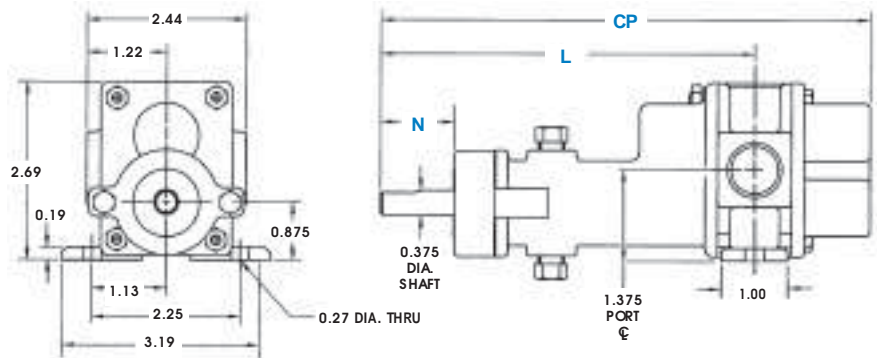 2.44
1.22
2.69
0.19
0.875
1.13
2.25
0.27 DIA. THRU
3.19
CP
L
N
0.375
DIA.
SHAFT
1.375
PORT
℄
1.00